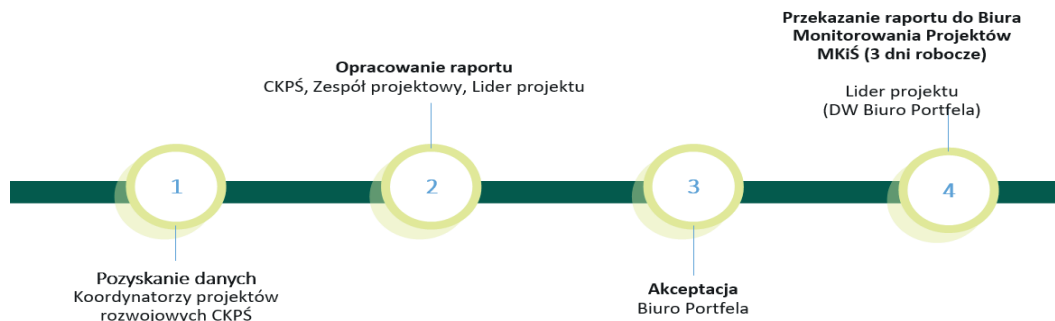 1
Pozyskanie danych
Koordynatorzy projektów
rozwojowych CKPŚ
Opracowanie raportu
CKPŚ, Zespół projektowy, Lider projektu
2
3
Akceptacja
Biuro Portfela
Przekazanie raportu do Biura
Monitorowania Projektów
MKiŚ (3 dni robocze)
Lider projektu
(DW Biuro Portfela)
4